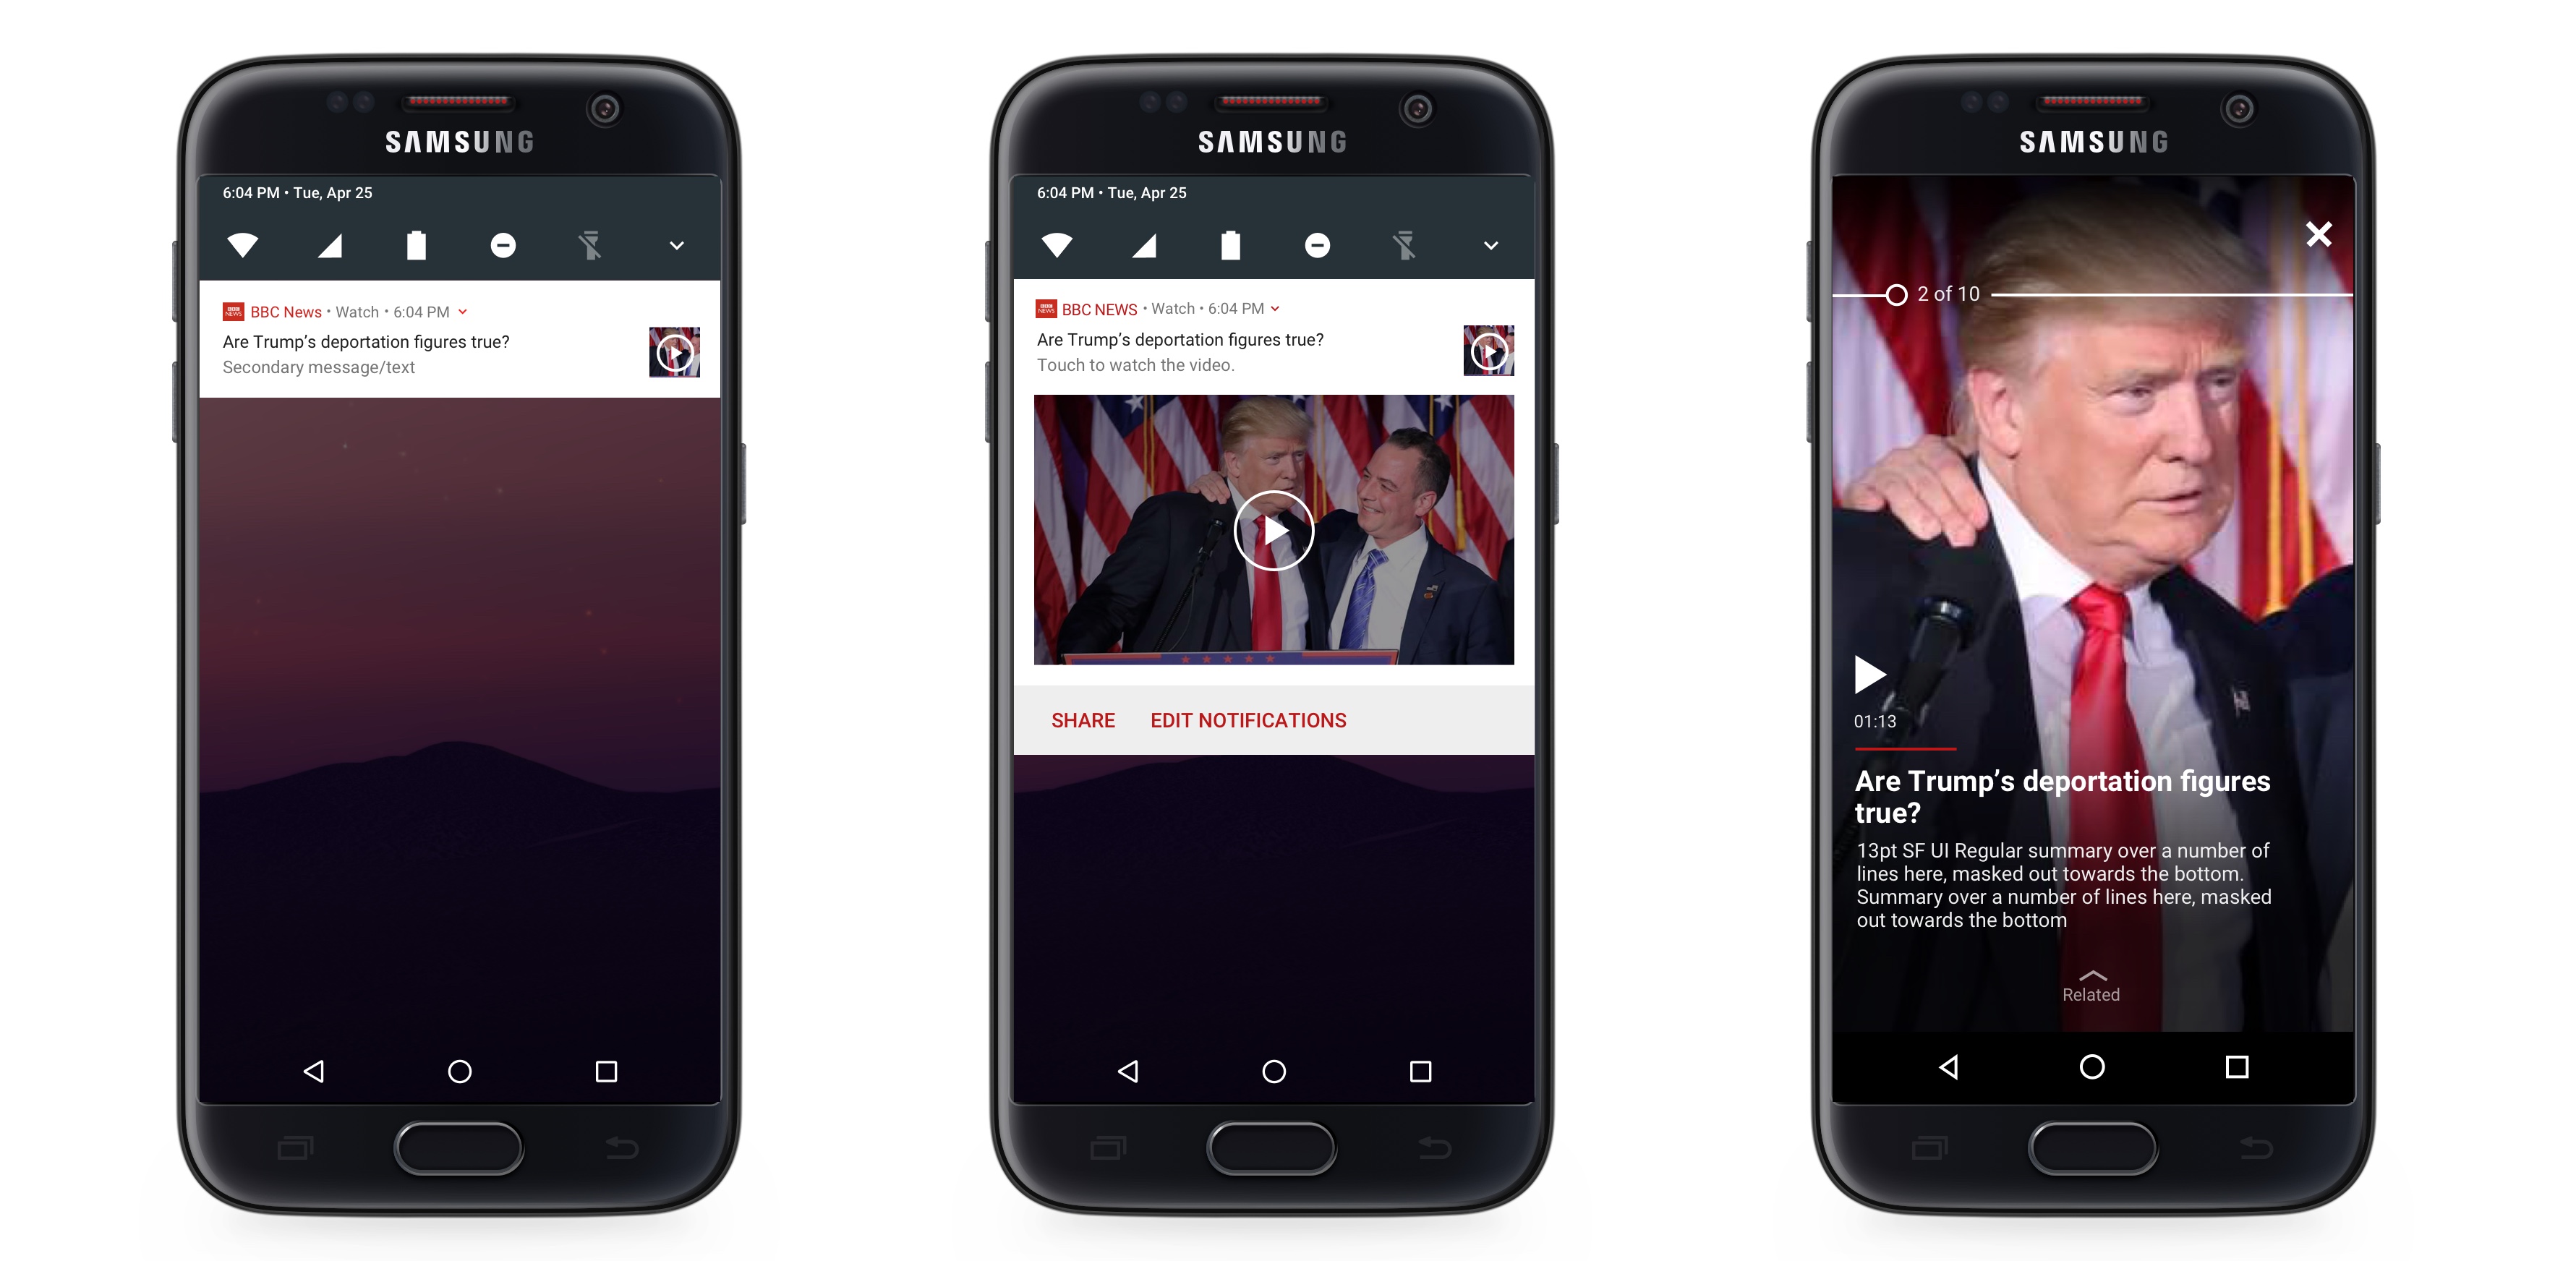 SAMSUNG
6:04 PM • Tue, Apr 25
BBC NEWS
BBC News • Watch • 6:04 PM
Are Trump’s deportation figures true?
Secondary message/text
SAMSUNG
6:04 PM • Tue, Apr 25
BBC NEWS
BBC NEWS • Watch • 6:04 PM
Are Trump’s deportation figures true?
Touch to watch the video.
SHARE EDIT NOTIFICATIONS
SAMSUNG
2 of 10
01:13
Are Trump’s deportation figures
true?
13pt SF UI Regular summary over a number of
lines here, masked out towards the bottom.
Summary over a number of lines here, masked
out towards the bottom
Related